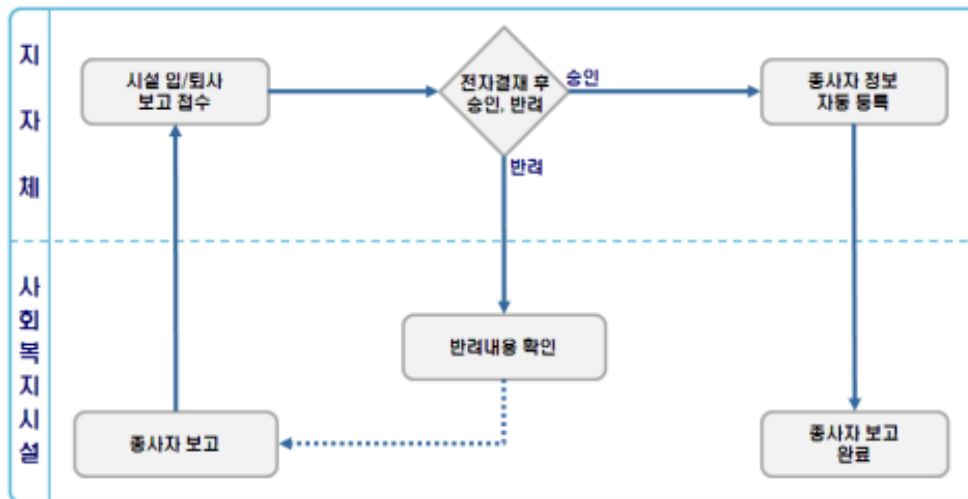 지자체
시설 입/퇴사
보고 접수
전자결재 후
승인, 반려
승인
종사자 정보
자동 등록
반려
사회복지시설
반려내용 확인
종사자 보고
종사자 보고
완료